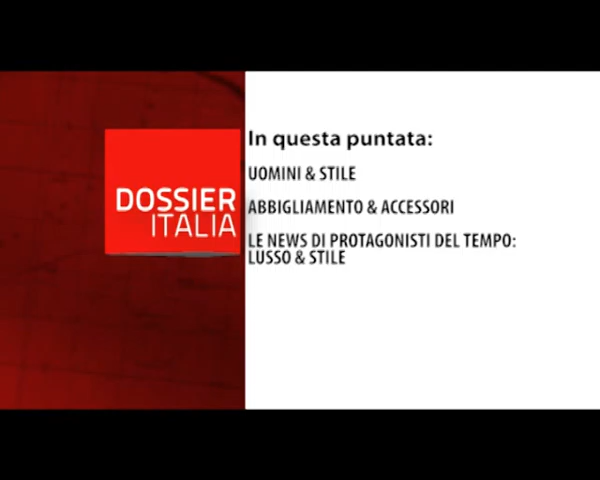 DOSSIER
ITALIA
In questa puntata:
UOMINI & STILE
ABBIGLIAMENTO & ACCESSORI
LE NEWS DI PROTAGONISTI DEL TEMPO:
LUSSO & STILE